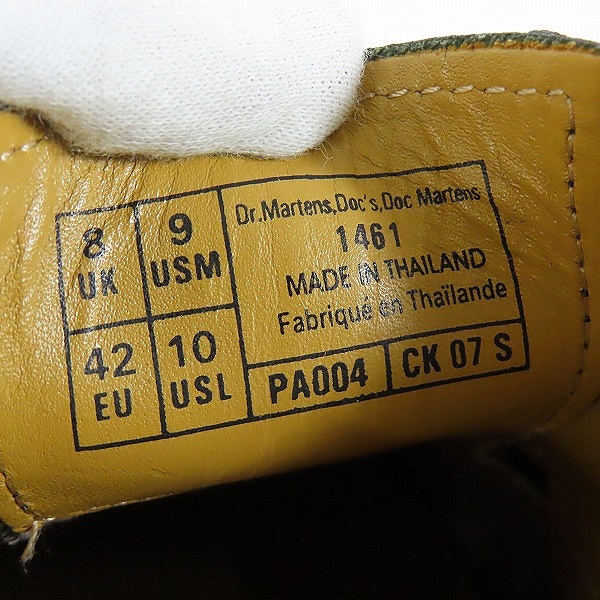 8
UK
9
USM
42
EU
10
USL
Dr.Martens,Doc's,Doc Martens
1461
MADE IN THAILAND
Fabriqué en Thaïlande
PA004
CK 07 S